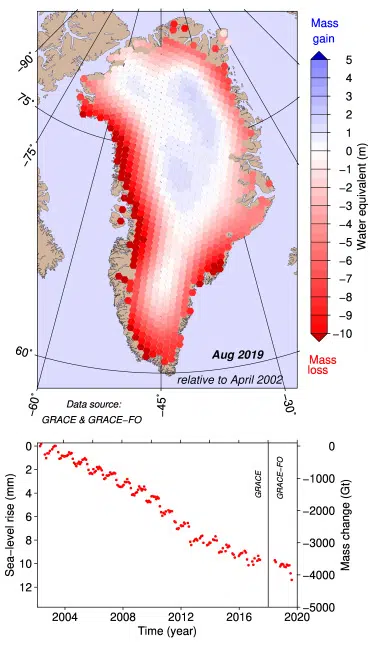 Mass
gain
−90°
75°
−75°
60°
−60°
−45°
−30°
5
4
3
2
1
0
−1
−2
−3
−4
−5
−6
−7
−8
−9
−10
Water equivalent (m)
Mass
loss
Aug 2019
relative to April 2002
Data source:
GRACE & GRACE−FO
0
2
4
6
8
10
12
Sea−level rise (mm)
GRACE
GRACE−FO
0
−1000
−2000
−3000
−4000
−5000
Mass change (Gt)
2004
2008
2012
2016
2020
Time (year)